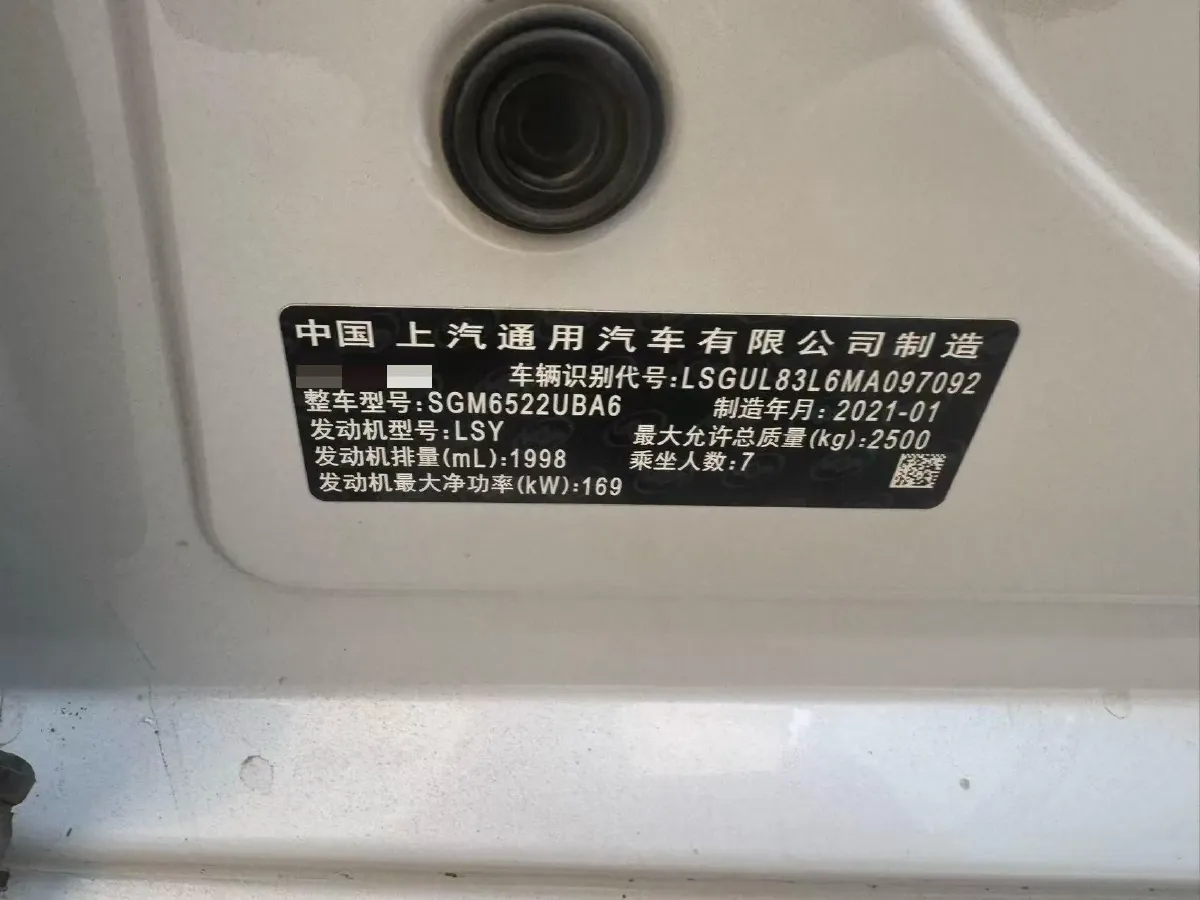 中国 上汽通用汽车有限公司制造
车辆识别代号:LSGUL83L6MA097092
整车型号:SGM6522UBA6 制造年月:2021-01
发动机型号:LSY 最大允许总质量(kg):2500
发动机排量(mL):1998 乘坐人数:7
发动机最大净功率(kW):169